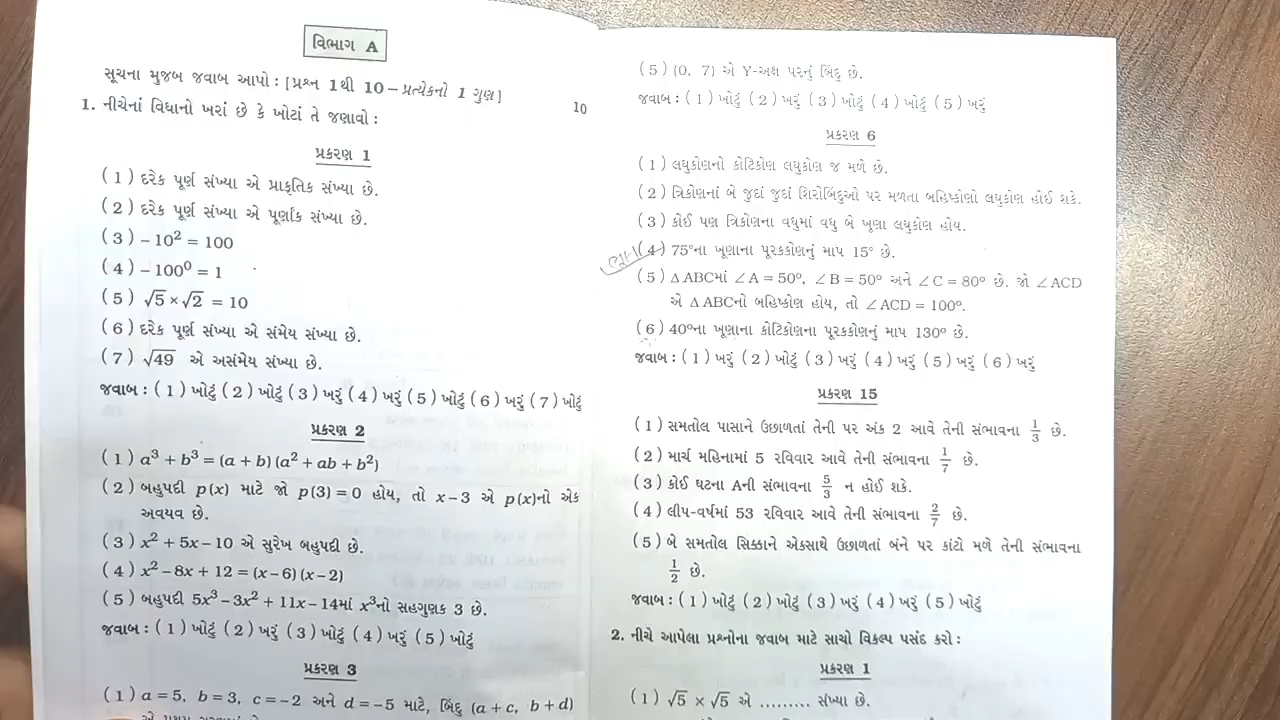 વિભાગ A
સૂચના મુજબ જવાબ આપો : [પ્રશ્ન 1થી 10 – પ્રત્યેકનો 1 ગુણ] 10
1. નીચેનાં વિધાનો ખરાં છે કે ખોટાં તે જણાવો :
પ્રકરણ 1
( 1 ) દરેક પૂર્ણ સંખ્યા એ પ્રાકૃતિક સંખ્યા છે.
( 2 ) દરેક પૂર્ણ સંખ્યા એ પૂર્ણાંક સંખ્યા છે.
( 3 ) – 10² = 100
( 4 ) – 100⁰ = 1
( 5 ) √5 × √2 = 10
( 6 ) દરેક પૂર્ણ સંખ્યા એ સંમેય સંખ્યા છે.
( 7 ) √49 એ અસંમેય સંખ્યા છે.
જવાબ : ( 1 ) ખોટું ( 2 ) ખોટું ( 3 ) ખરું ( 4 ) ખરું ( 5 ) ખોટું ( 6 ) ખરું ( 7 ) ખોટું
પ્રકરણ 2
( 1 ) a³ + b³ = (a + b) (a² + ab + b²)
( 2 ) બહુપદી p(x) માટે જો p(3) = 0 હોય, તો x – 3 એ p(x)નો એક
અવયવ છે.
( 3 ) x² + 5x – 10 એ સુરેખ બહુપદી છે.
( 4 ) x² – 8x + 12 = (x – 6) (x – 2)
( 5 ) બહુપદી 5x³ – 3x² + 11x – 14માં x³નો સહગુણક 3 છે.
જવાબ : ( 1 ) ખોટું ( 2 ) ખરું ( 3 ) ખોટું ( 4 ) ખરું ( 5 ) ખોટું
પ્રકરણ 3
( 1 ) a = 5, b = 3, c = –2 અને d = –5 માટે, બિંદુ (a + c, b + d)
( 5 ) (0, 7) એ Y-અક્ષ પરનું બિંદુ છે.
જવાબ : ( 1 ) ખોટું ( 2 ) ખરું ( 3 ) ખોટું ( 4 ) ખોટું ( 5 ) ખરું
પ્રકરણ 6
( 1 ) લઘુકોણનો કોટિકોણ લઘુકોણ જ મળે છે.
( 2 ) ત્રિકોણનાં બે જુદાં જુદાં શિરોબિંદુઓ પર મળતા બહિષ્કોણો લઘુકોણ હોઈ શકે.
( 3 ) કોઈ પણ ત્રિકોણના વધુમાં વધુ બે ખૂણા લઘુકોણ હોય.
( 4 ) 75°ના ખૂણાના પૂરકકોણનું માપ 15° છે.
( 5 ) △ ABCમાં ∠A = 50°, ∠B = 50° અને ∠C = 80° છે. જો ∠ACD
એ △ ABCનો બહિષ્કોણ હોય, તો ∠ACD = 100°.
( 6 ) 40°ના ખૂણાના કોટિકોણના પૂરકકોણનું માપ 130° છે.
જવાબ : ( 1 ) ખરું ( 2 ) ખોટું ( 3 ) ખરું ( 4 ) ખરું ( 5 ) ખરું ( 6 ) ખરું
પ્રકરણ 15
( 1 ) સમતોલ પાસાને ઉછાળતાં તેની પર અંક 2 આવે તેની સંભાવના 1/3 છે.
( 2 ) માર્ચ મહિનામાં 5 રવિવાર આવે તેની સંભાવના 1/7 છે.
( 3 ) કોઈ ઘટના Aની સંભાવના 5/3 ન હોઈ શકે.
( 4 ) લીપ-વર્ષમાં 53 રવિવાર આવે તેની સંભાવના 2/7 છે.
( 5 ) બે સમતોલ સિક્કાને એકસાથે ઉછાળતાં બંને પર કાંટો મળે તેની સંભાવના
1/2 છે.
જવાબ : ( 1 ) ખોટું ( 2 ) ખોટું ( 3 ) ખરું ( 4 ) ખરું ( 5 ) ખોટું
2. નીચે આપેલા પ્રશ્નોના જવાબ માટે સાચો વિકલ્પ પસંદ કરો :
પ્રકરણ 1
( 1 ) √5 × √5 એ ......... સંખ્યા છે.